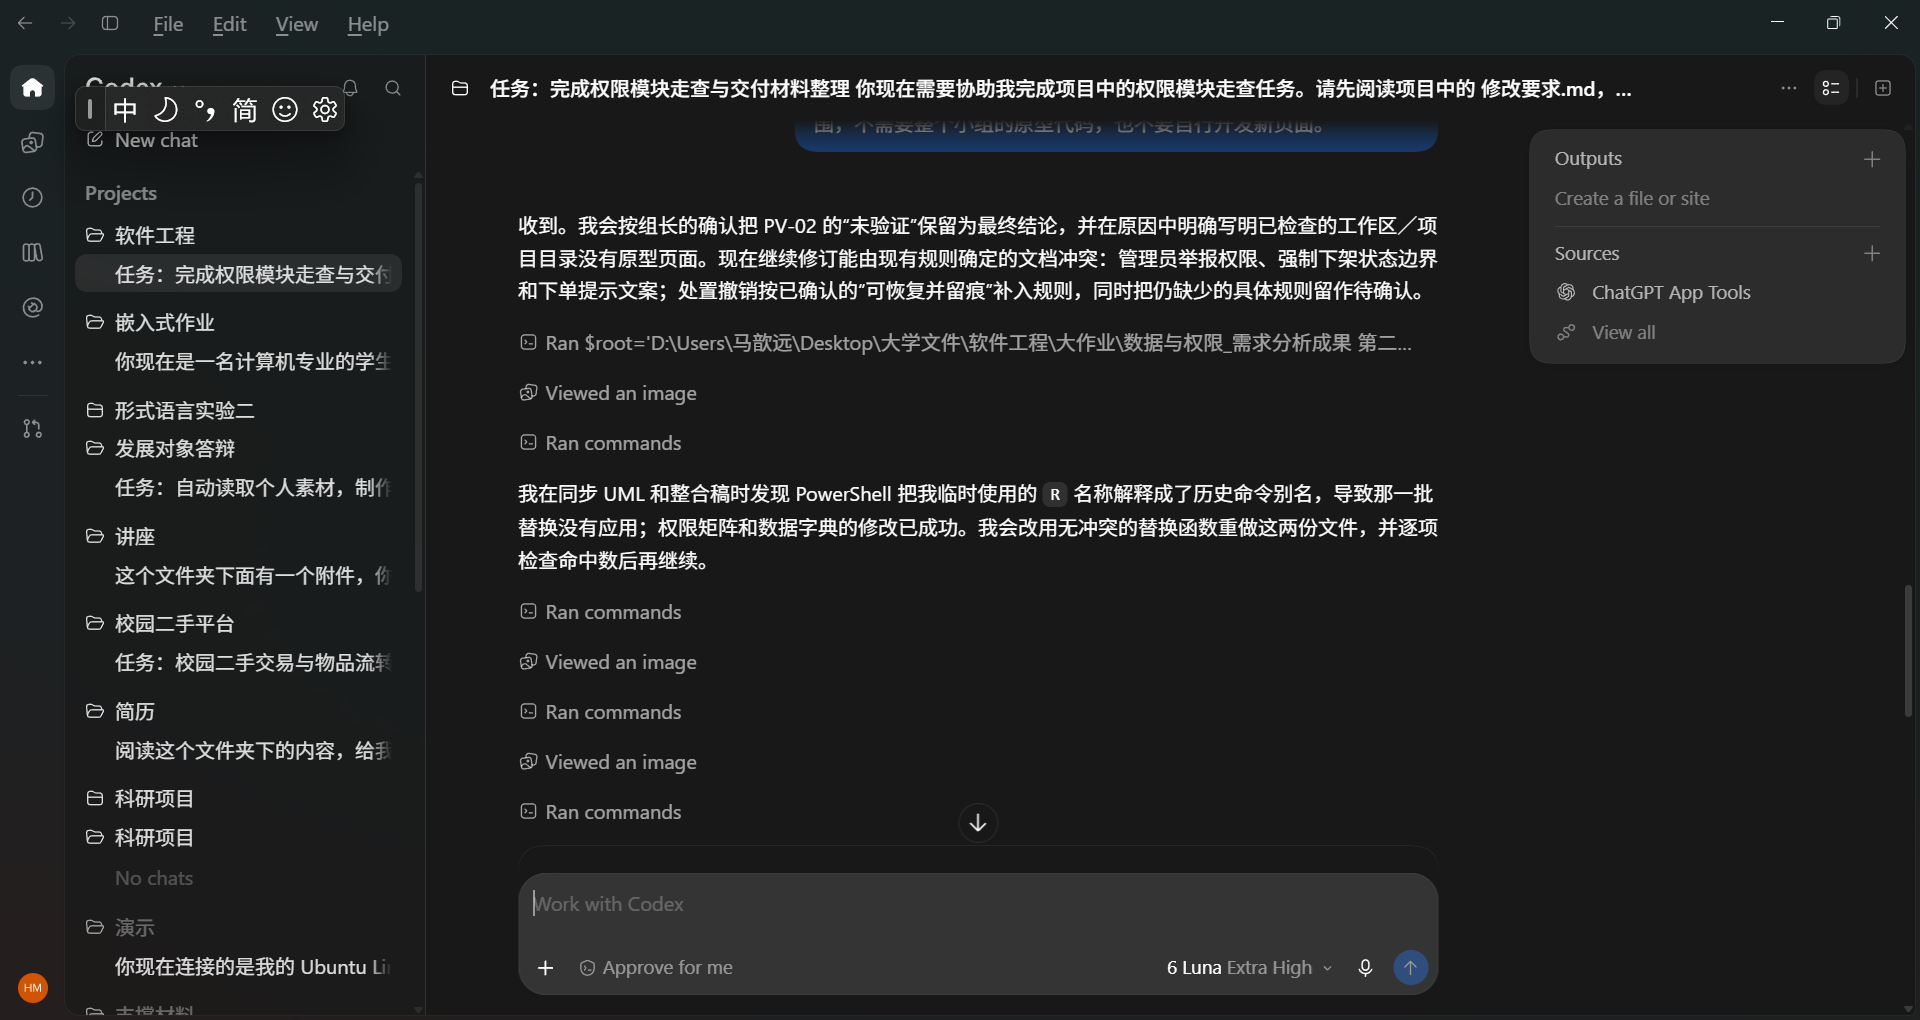 File Edit View Help
中 简
New chat
Projects
软件工程
任务：完成权限模块走查与交付
嵌入式作业
你现在是一名计算机专业的学生
形式语言实验二
发展对象答辩
任务：自动读取个人素材，制作
讲座
这个文件夹下面有一个附件，你
校园二手平台
任务：校园二手交易与物品流转
简历
阅读这个文件夹下的内容，给我
科研项目
科研项目
No chats
演示
你现在连接的是我的 Ubuntu Li
HM
任务：完成权限模块走查与交付材料整理 你现在需要协助我完成项目中的权限模块走查任务。请先阅读项目中的 修改要求.md，...
围，不需要整个小组的原型代码，也不要自行开发新页面。
收到。我会按组长的确认把 PV-02 的“未验证”保留为最终结论，并在原因中明确写明已检查的工作区／项
目目录没有原型页面。现在继续修订能由现有规则确定的文档冲突：管理员举报权限、强制下架状态边界
和下单提示文案；处置撤销按已确认的“可恢复并留痕”补入规则，同时把仍缺少的具体规则留作待确认。
Ran $root='D:\Users\马歆远\Desktop\大学文件\软件工程\大作业\数据与权限_需求分析成果 第二...
Viewed an image
Ran commands
我在同步 UML 和整合稿时发现 PowerShell 把我临时使用的 R 名称解释成了历史命令别名，导致那一批
替换没有应用；权限矩阵和数据字典的修改已成功。我会改用无冲突的替换函数重做这两份文件，并逐项
检查命中数后再继续。
Ran commands
Viewed an image
Ran commands
Viewed an image
Ran commands
Work with Codex
Approve for me
6 Luna Extra High
Outputs
Create a file or site
Sources
ChatGPT App Tools
View all